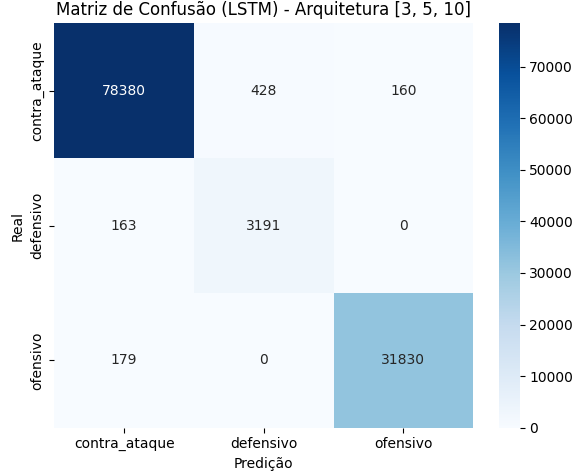 Matriz de Confusão (LSTM) - Arquitetura [3, 5, 10]
contra_ataque
78380
428
160
defensivo
163
3191
0
ofensivo
179
0
31830
Real
contra_ataque
defensivo
ofensivo
Predição
70000
60000
50000
40000
30000
20000
10000
0